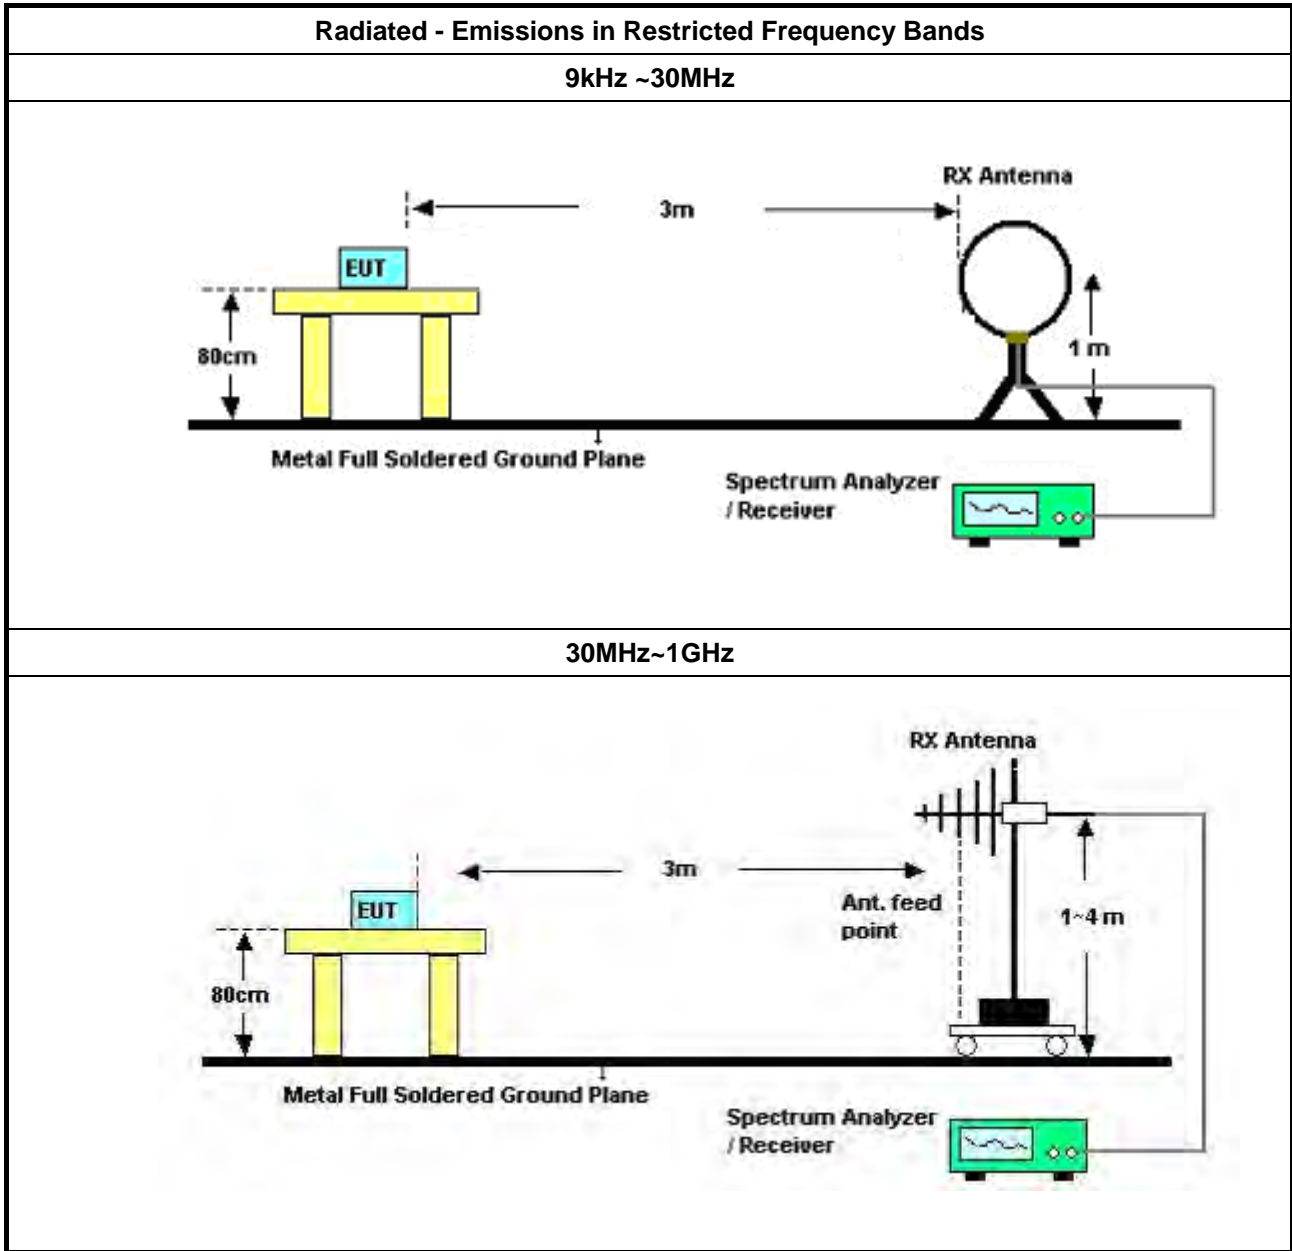 Radiated - Emissions in Restricted Frequency Bands
9kHz ~30MHz
RX Antenna
3m
EUT
80cm
1 m
Metal Full Soldered Ground Plane
Spectrum Analyzer
/ Receiver
30MHz~1GHz
RX Antenna
3m
Ant. feed
point
1~4 m
EUT
80cm
Metal Full Soldered Ground Plane
Spectrum Analyzer
/ Receiver